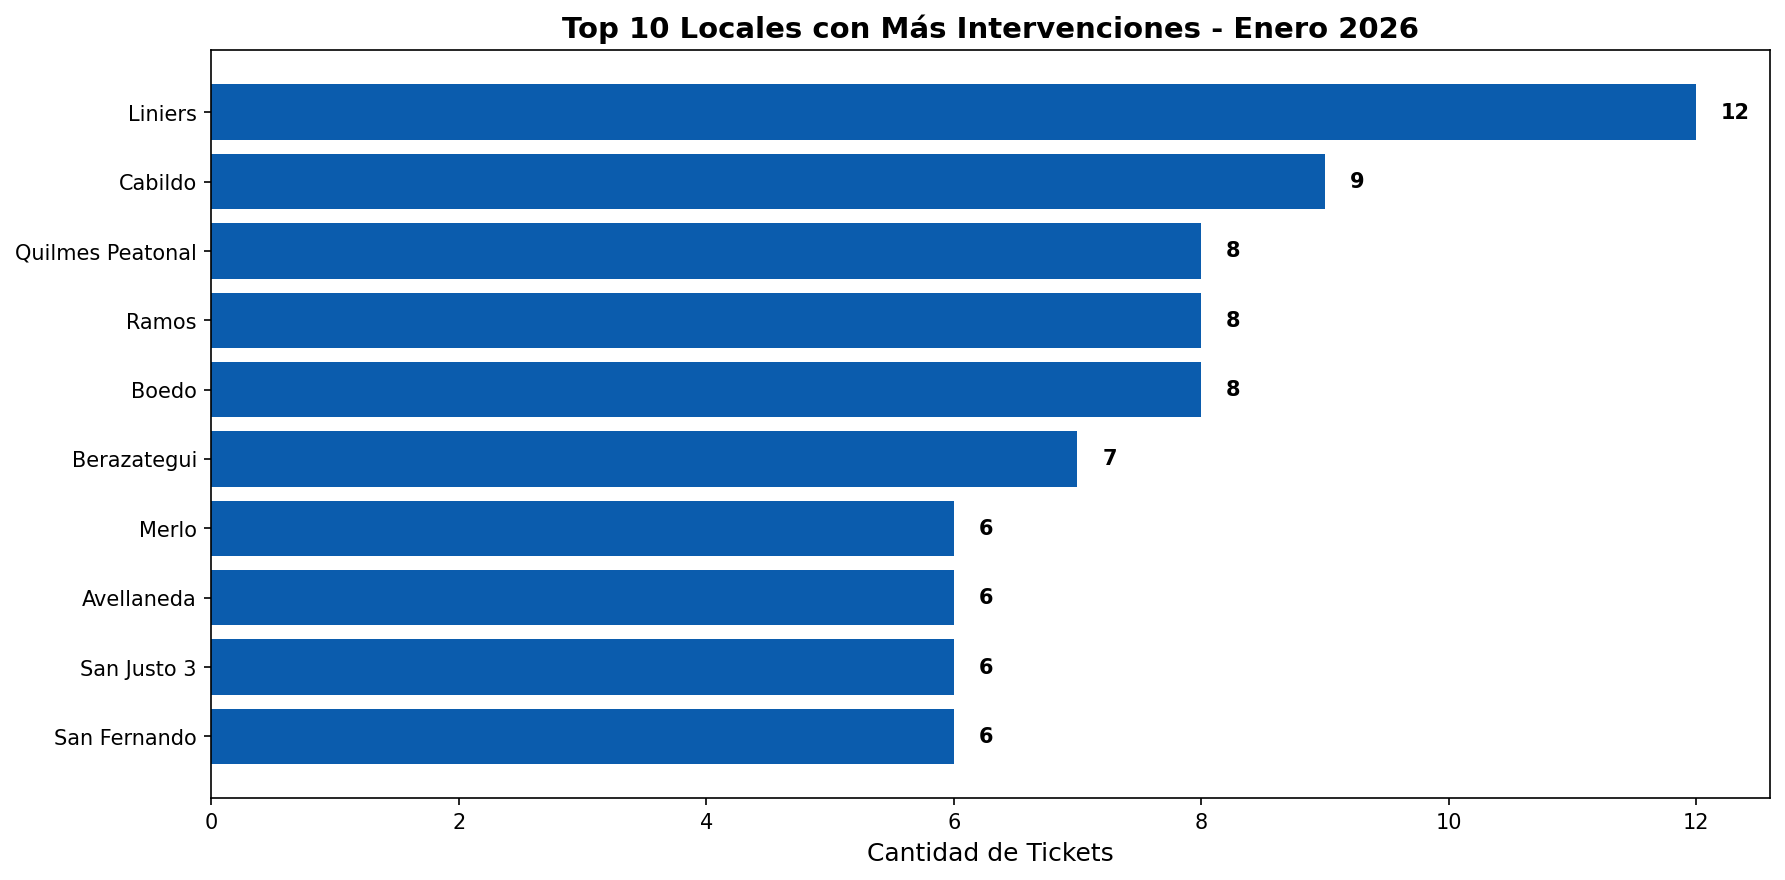 Top 10 Locales con Más Intervenciones - Enero 2026
Liniers 12
Cabildo 9
Quilmes Peatonal 8
Ramos 8
Boedo 8
Berazategui 7
Merlo 6
Avellaneda 6
San Justo 3 6
San Fernando 6
0 2 4 6 8 10 12
Cantidad de Tickets